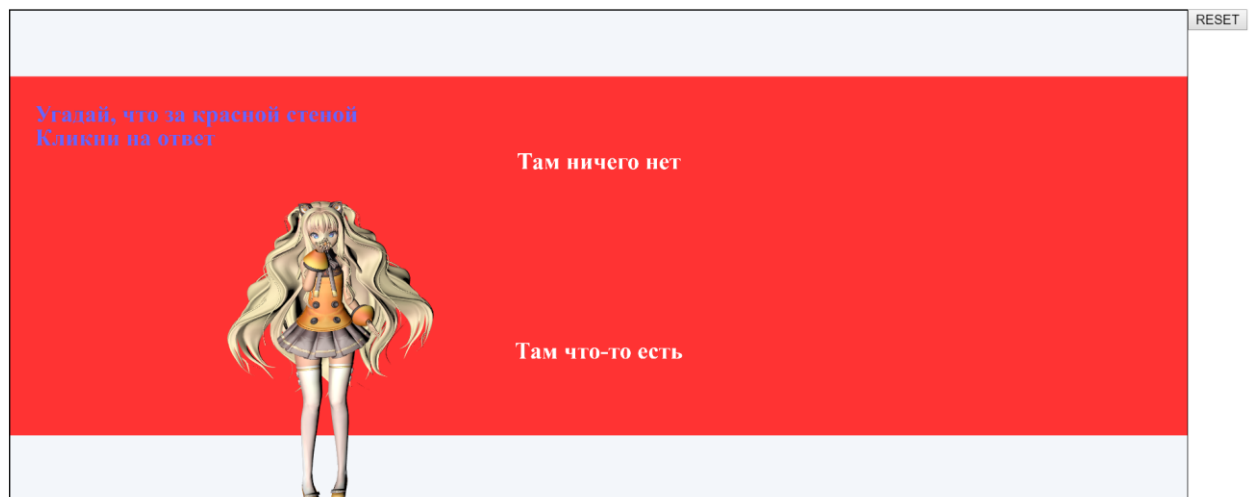 RESET
Угадай, что за красной стеной
Кликни на ответ
Там ничего нет
Там что-то есть